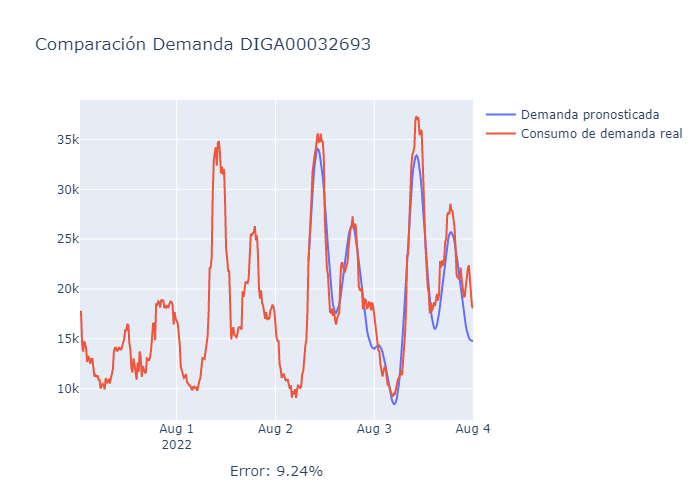 Comparación Demanda DIGA00032693
Demanda pronosticada
Consumo de demanda real
35k
30k
25k
20k
15k
10k
Aug 1
2022
Aug 2
Aug 3
Aug 4
Error: 9.24%